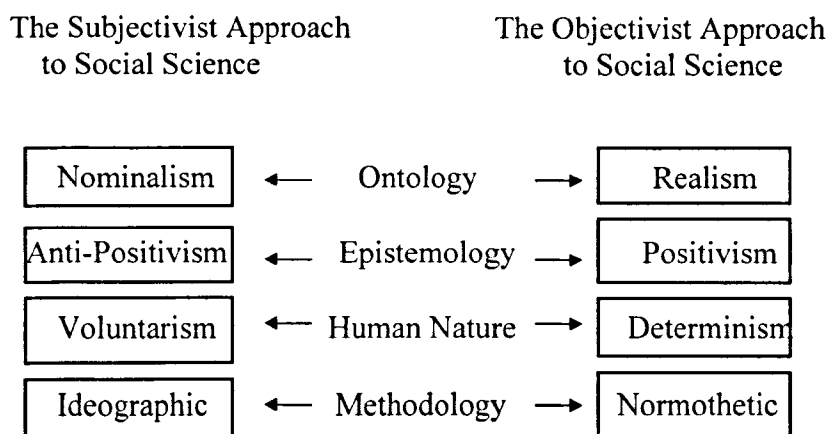 The Subjectivist Approach
to Social Science
The Objectivist Approach
to Social Science
Nominalism Ontology Realism
Anti-Positivism Epistemology Positivism
Voluntarism Human Nature Determinism
Ideographic Methodology Normothetic